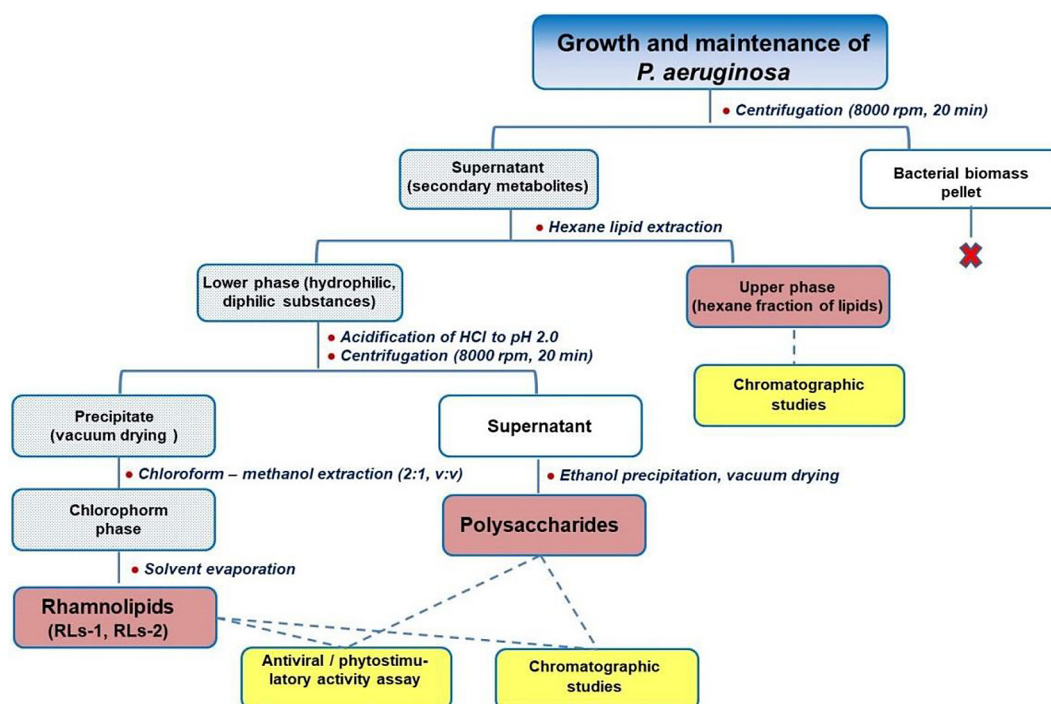 Growth and maintenance of
P. aeruginosa
• Centrifugation (8000 rpm, 20 min)
Supernatant
(secondary metabolites)
Bacterial biomass
pellet
• Hexane lipid extraction
Lower phase (hydrophilic,
diphilic substances)
Upper phase
(hexane fraction of lipids)
• Acidification of HCl to pH 2.0
• Centrifugation (8000 rpm, 20 min)
Chromatographic
studies
Precipitate
(vacuum drying )
Supernatant
• Chloroform – methanol extraction (2:1, v:v)
• Ethanol precipitation, vacuum drying
Chlorophorm
phase
Polysaccharides
• Solvent evaporation
Rhamnolipids
(RLs-1, RLs-2)
Antiviral / phytostimu-
latory activity assay
Chromatographic
studies